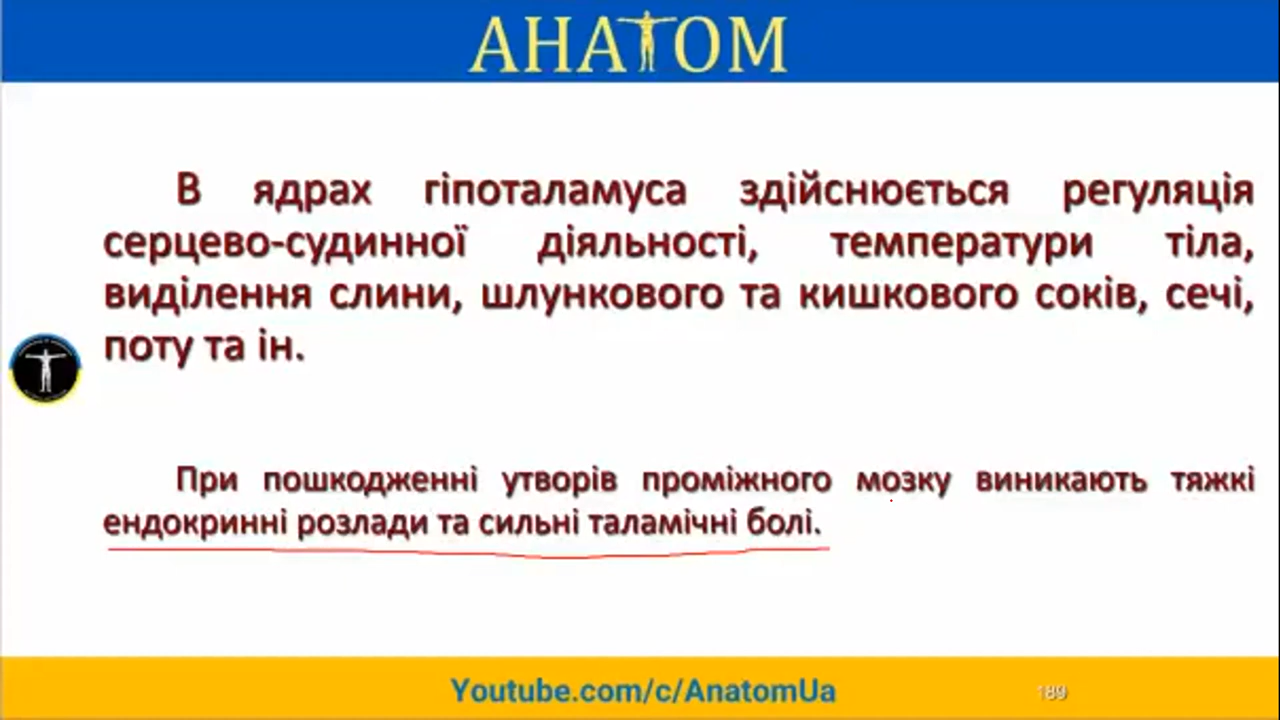 АНАТОМ
В ядрах гіпоталамуса здійснюється регуляція
серцево-судинної діяльності, температури тіла,
виділення слини, шлункового та кишкового соків, сечі,
поту та ін.
При пошкодженні утворів проміжного мозку виникають тяжкі
ендокринні розлади та сильні таламічні болі.
Youtube.com/c/AnatomUa
189